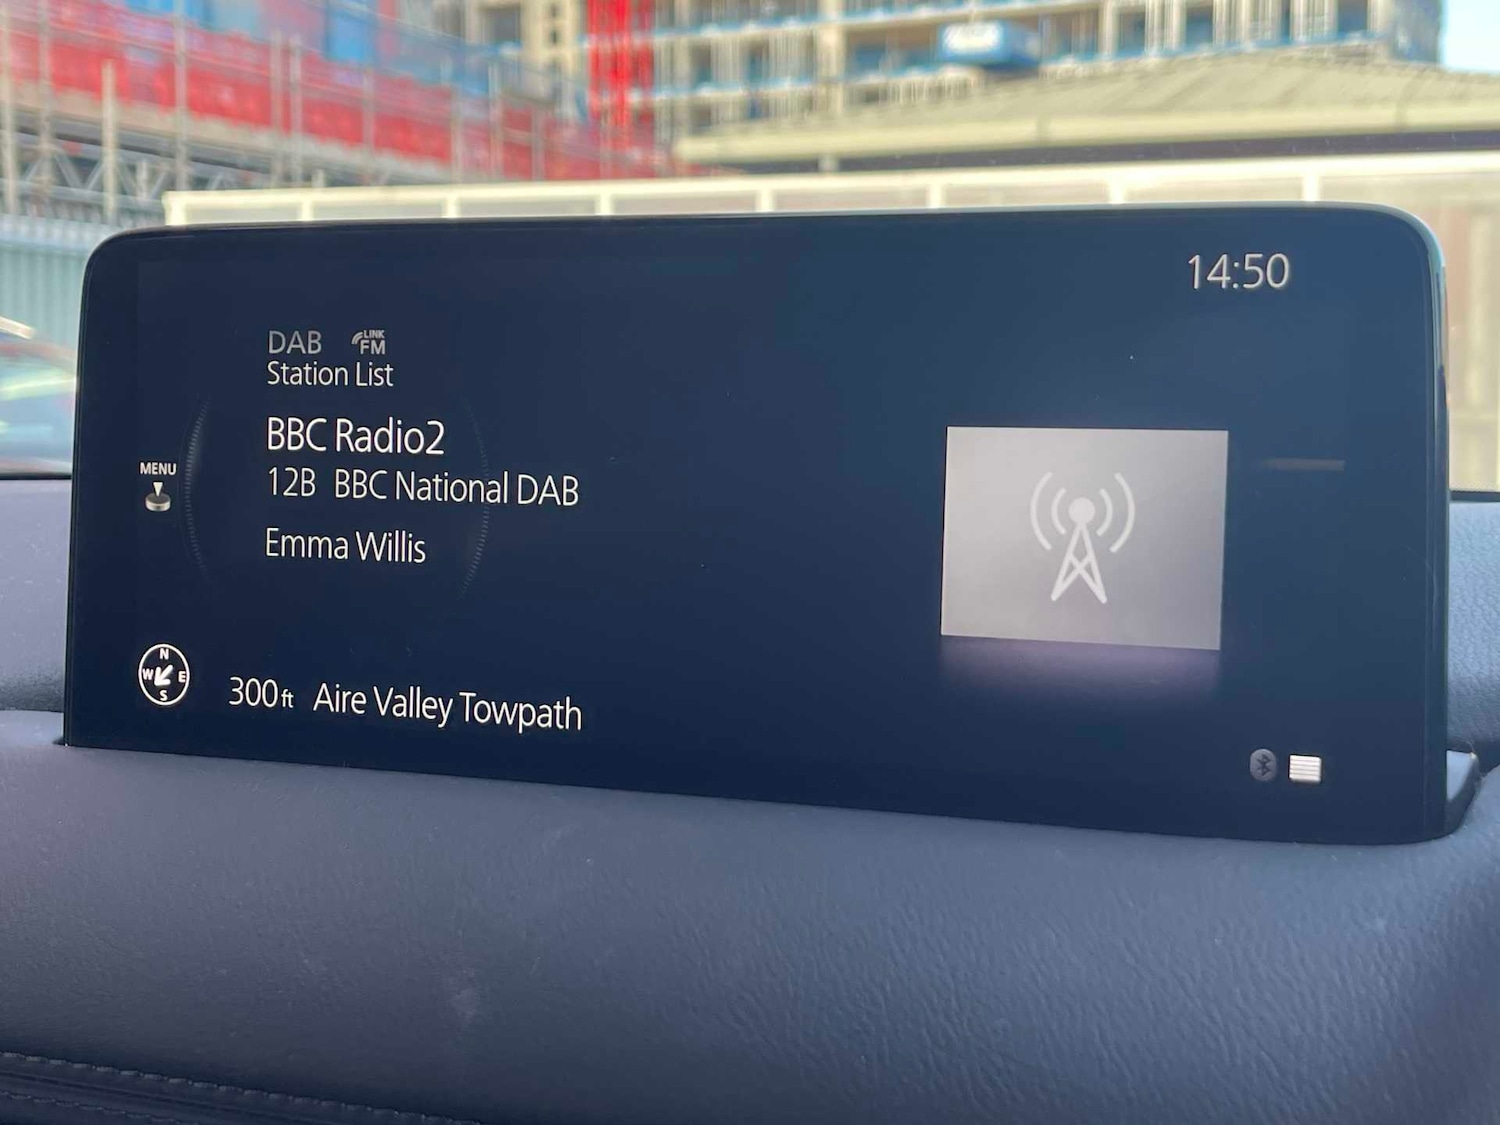 14:50
DAB LINK FM
Station List
BBC Radio2
MENU
12B BBC National DAB
Emma Willis
N
W E
S
300ft Aire Valley Towpath